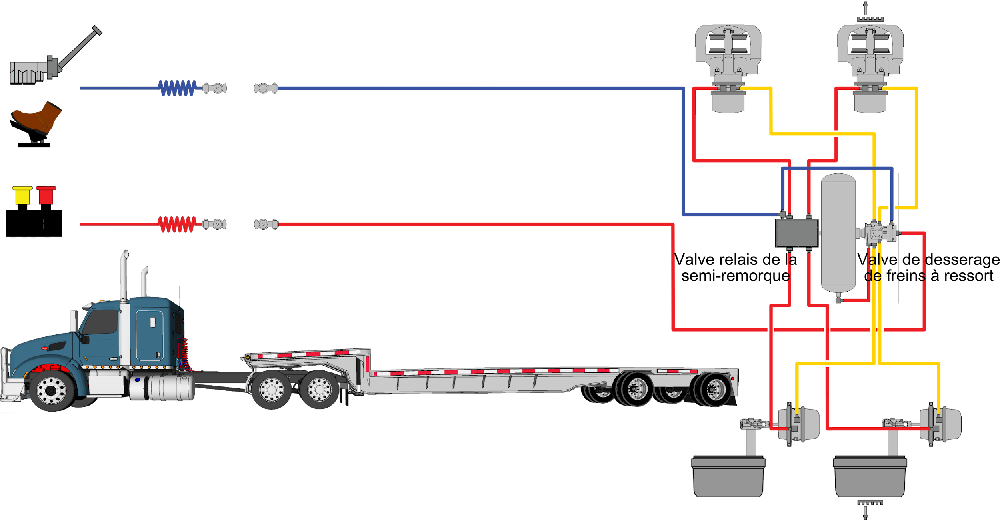 Valve relais de la
semi-remorque
Valve de desserage
de freins à ressort